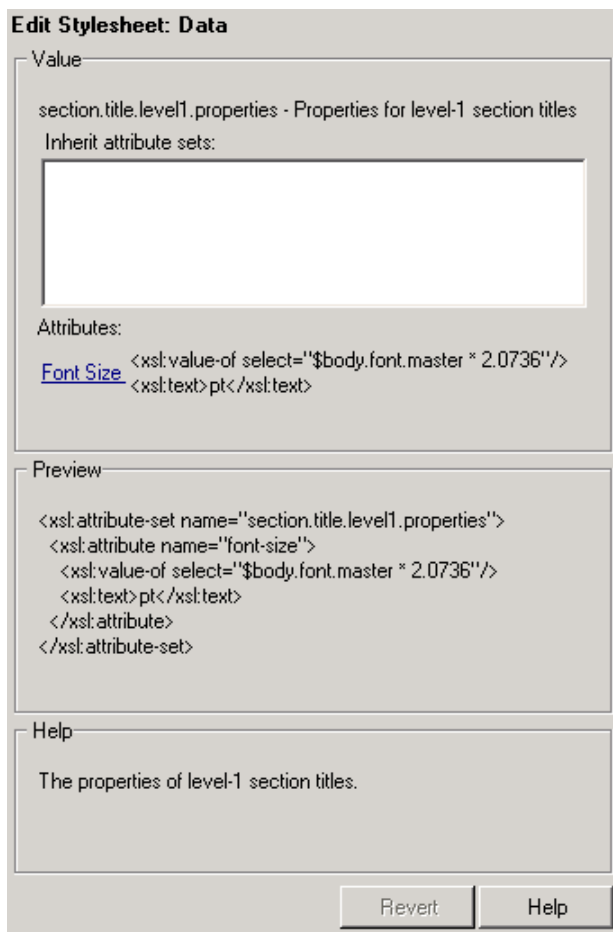 Edit Stylesheet: Data
Value
section.title.level1.properties - Properties for level-1 section titles
Inherit attribute sets:
Attributes:
Font Size <xsl:value-of select="$body.font.master * 2.0736"/>
<xsl:text>pt</xsl:text>
Preview
<xsl:attribute-set name="section.title.level1.properties">
<xsl:attribute name="font-size">
<xsl:value-of select="$body.font.master * 2.0736"/>
<xsl:text>pt</xsl:text>
</xsl:attribute>
</xsl:attribute-set>
Help
The properties of level-1 section titles.
Revert Help